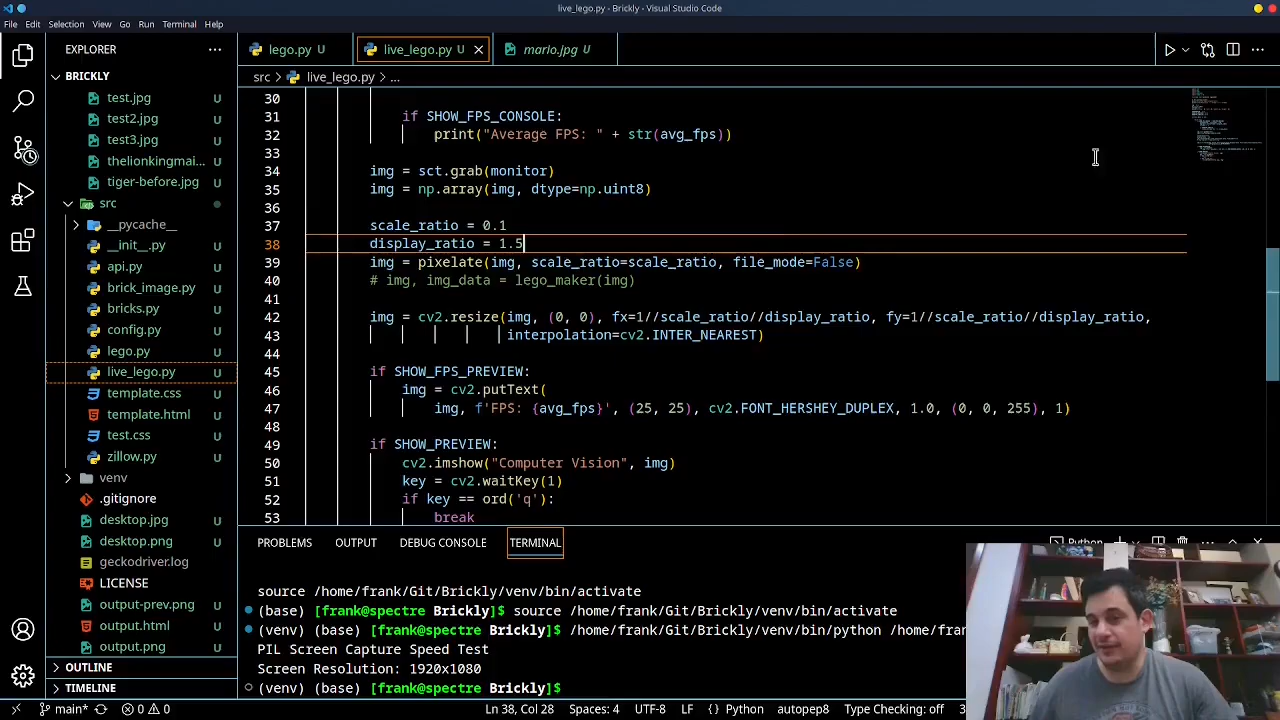 live_lego.py - Brickly - Visual Studio Code
File Edit Selection View Go Run Terminal Help
EXPLORER
BRICKLY
test.jpg U
test2.jpg U
test3.jpg U
thelionkingmai... U
tiger-before.jpg U
src
__pycache__
__init__.py U
api.py U
brick_image.py U
bricks.py U
config.py U
lego.py U
live_lego.py U
template.css U
template.html U
test.css U
zillow.py U
venv
.gitignore
desktop.jpg U
desktop.png U
geckodriver.log
LICENSE
output-prev.png U
output.html U
output.png U
OUTLINE
TIMELINE
lego.py U live_lego.py U mario.jpg U
src > live_lego.py > ...
30
31 if SHOW_FPS_CONSOLE:
32 print("Average FPS: " + str(avg_fps))
33
34 img = sct.grab(monitor)
35 img = np.array(img, dtype=np.uint8)
36
37 scale_ratio = 0.1
38 display_ratio = 1.5
39 img = pixelate(img, scale_ratio=scale_ratio, file_mode=False)
40 # img, img_data = lego_maker(img)
41
42 img = cv2.resize(img, (0, 0), fx=1//scale_ratio//display_ratio, fy=1//scale_ratio//display_ratio,
43 interpolation=cv2.INTER_NEAREST)
44
45 if SHOW_FPS_PREVIEW:
46 img = cv2.putText(
47 img, f'FPS: {avg_fps}', (25, 25), cv2.FONT_HERSHEY_DUPLEX, 1.0, (0, 0, 255), 1)
48
49 if SHOW_PREVIEW:
50 cv2.imshow("Computer Vision", img)
51 key = cv2.waitKey(1)
52 if key == ord('q'):
53 break
PROBLEMS OUTPUT DEBUG CONSOLE TERMINAL Python
source /home/frank/Git/Brickly/venv/bin/activate
(base) [frank@spectre Brickly]$ source /home/frank/Git/Brickly/venv/bin/activate
(venv) (base) [frank@spectre Brickly]$ /home/frank/Git/Brickly/venv/bin/python /home/fran
PIL Screen Capture Speed Test
Screen Resolution: 1920x1080
(venv) (base) [frank@spectre Brickly]$
main* 0 0 Ln 38, Col 28 Spaces: 4 UTF-8 LF Python autopep8 Type Checking: off 3